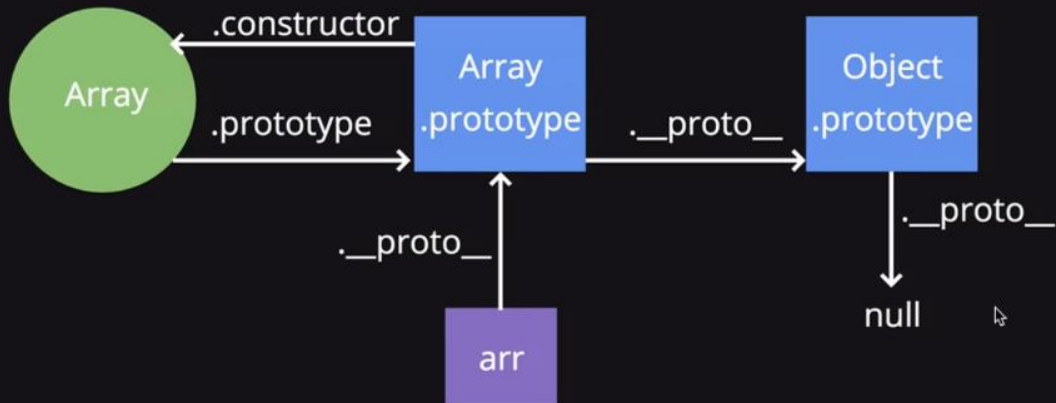 .constructor
Array
.prototype
Array
.prototype
.__proto__
Object
.prototype
.__proto__
.__proto__
null
arr